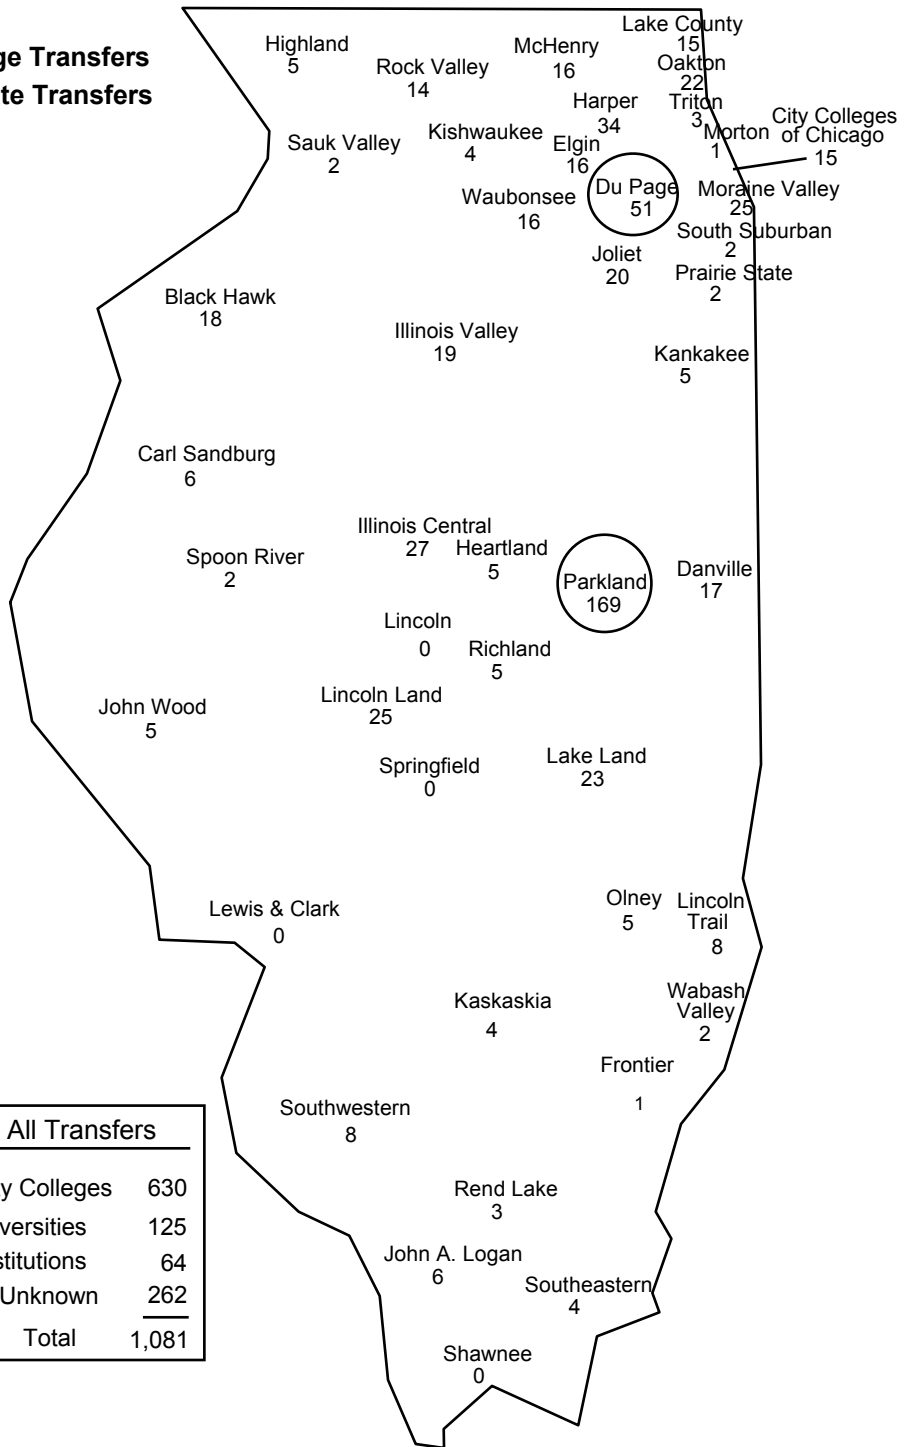 ge Transfers
te Transfers
Highland
5
Rock Valley
14
McHenry
16
Lake County
15
Oakton
22
Harper
34
Triton
3
Morton
1
City Colleges
of Chicago
15
Sauk Valley
2
Kishwaukee
4
Elgin
16
Waubonsee
16
Du Page
51
Moraine Valley
25
South Suburban
2
Joliet
20
Prairie State
2
Black Hawk
18
Illinois Valley
19
Kankakee
5
Carl Sandburg
6
Illinois Central
27
Heartland
5
Spoon River
2
Parkland
169
Danville
17
Lincoln
0
Richland
5
Lincoln Land
25
John Wood
5
Springfield
0
Lake Land
23
Lewis & Clark
0
Olney
5
Lincoln
Trail
8
Kaskaskia
4
Wabash
Valley
2
Frontier
1
Southwestern
8
Rend Lake
3
John A. Logan
6
Southeastern
4
Shawnee
0
All Transfers
y Colleges 630
versities 125
stitutions 64
Unknown 262
Total 1,081